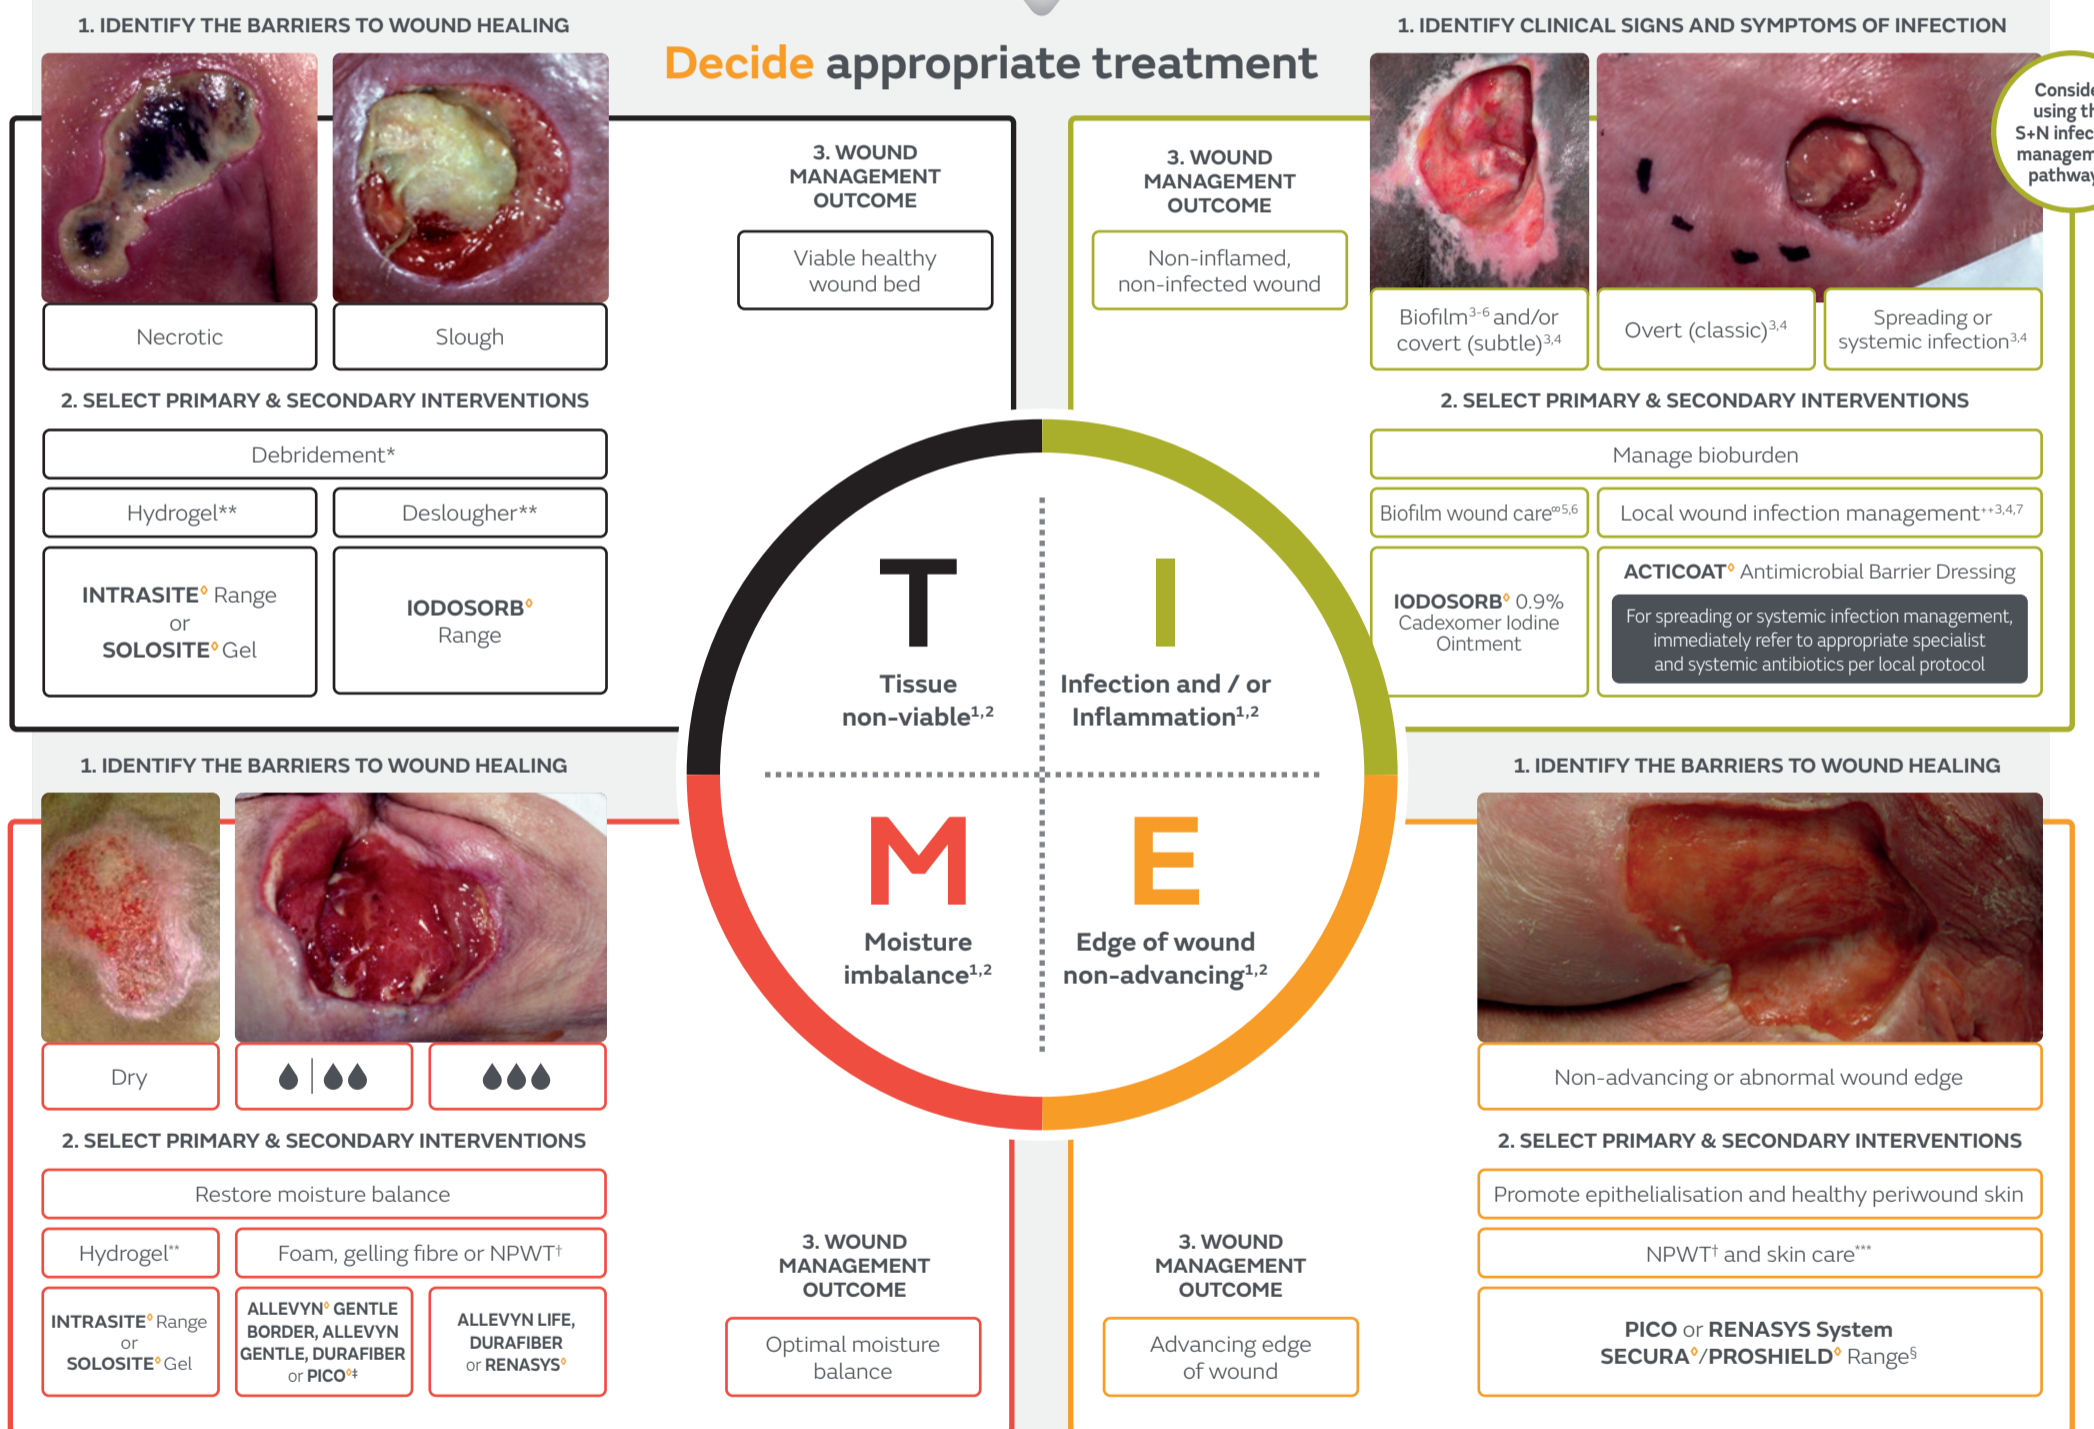 Decide appropriate treatment
1. IDENTIFY THE BARRIERS TO WOUND HEALING
Necrotic
Slough
2. SELECT PRIMARY & SECONDARY INTERVENTIONS
Debridement*
Hydrogel**
Deslougher**
INTRASITE◊ Range
or
SOLOSITE◊ Gel
IODOSORB◊
Range
3. WOUND
MANAGEMENT
OUTCOME
Viable healthy
wound bed
1. IDENTIFY CLINICAL SIGNS AND SYMPTOMS OF INFECTION
Conside
using th
S+N infec
managem
pathway
3. WOUND
MANAGEMENT
OUTCOME
Non-inflamed,
non-infected wound
Biofilm3-6 and/or
covert (subtle)3,4
Overt (classic)3,4
Spreading or
systemic infection3,4
2. SELECT PRIMARY & SECONDARY INTERVENTIONS
Manage bioburden
Biofilm wound care∞5,6
Local wound infection management++3,4,7
IODOSORB◊ 0.9%
Cadexomer Iodine
Ointment
ACTICOAT◊ Antimicrobial Barrier Dressing
For spreading or systemic infection management,
immediately refer to appropriate specialist
and systemic antibiotics per local protocol
T
Tissue
non-viable1,2
I
Infection and / or
Inflammation1,2
M
Moisture
imbalance1,2
E
Edge of wound
non-advancing1,2
1. IDENTIFY THE BARRIERS TO WOUND HEALING
Dry
2. SELECT PRIMARY & SECONDARY INTERVENTIONS
Restore moisture balance
Hydrogel**
Foam, gelling fibre or NPWT†
INTRASITE◊ Range
or
SOLOSITE◊ Gel
ALLEVYN◊ GENTLE
BORDER, ALLEVYN
GENTLE, DURAFIBER
or PICO◊‡
ALLEVYN LIFE,
DURAFIBER
or RENASYS◊
3. WOUND
MANAGEMENT
OUTCOME
Optimal moisture
balance
1. IDENTIFY THE BARRIERS TO WOUND HEALING
Non-advancing or abnormal wound edge
2. SELECT PRIMARY & SECONDARY INTERVENTIONS
Promote epithelialisation and healthy periwound skin
NPWT† and skin care***
PICO or RENASYS System
SECURA◊/PROSHIELD◊ Range§
3. WOUND
MANAGEMENT
OUTCOME
Advancing edge
of wound